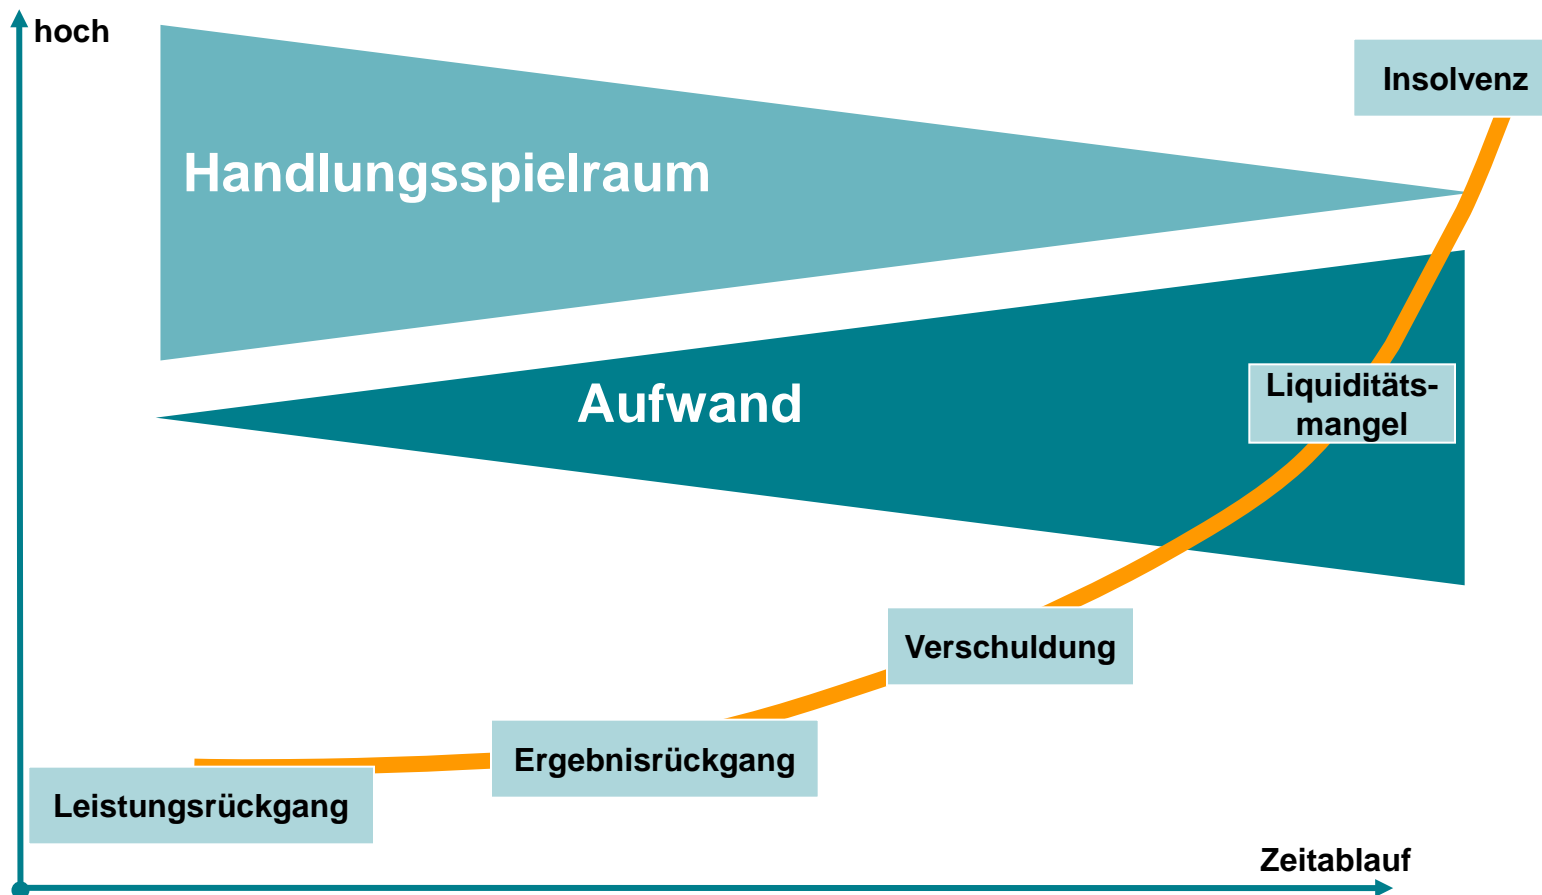 hoch
Insolvenz
Handlungsspielraum
Aufwand
Liquiditäts-
mangel
Verschuldung
Ergebnisrückgang
Leistungsrückgang
Zeitablauf